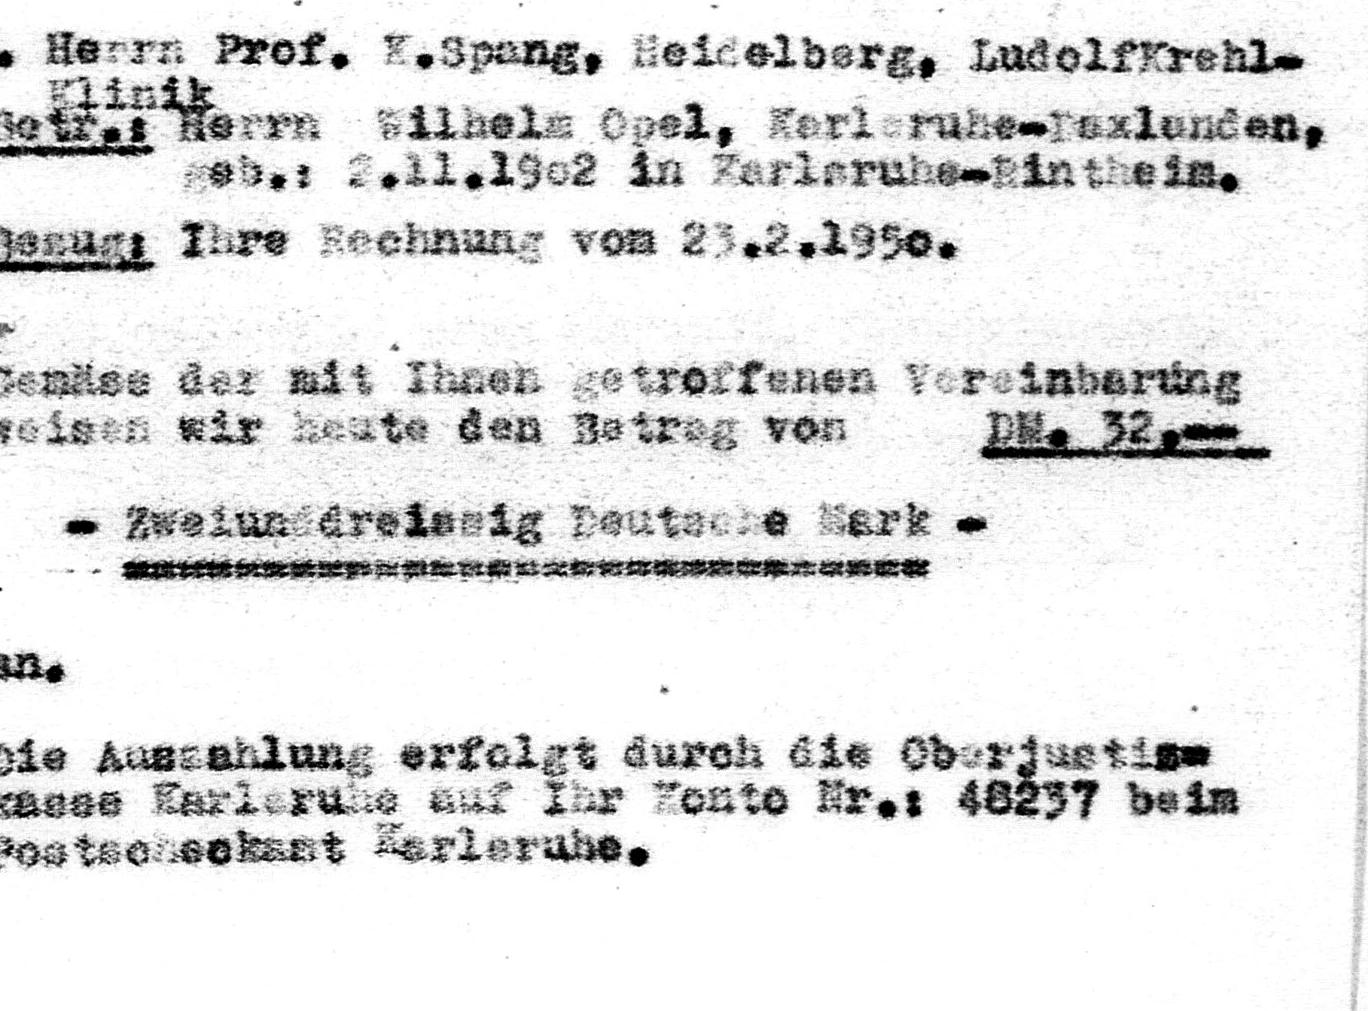 . Herrn Prof. K.Spang, Heidelberg, LudolfKrehl-
Klinik
Betr.: Herrn Wilhelm Opel, Karlsruhe-Daxlanden,
geb.: 2.11.1902 in Karlsruhe-Rintheim.
Bezug: Ihre Rechnung vom 23.2.1950.
r
Gemäss der mit Ihnen getroffenen Vereinbarung
weisen wir heute den Betrag von DM. 32,--
- Zweiunddreissig Deutsche Mark -
=============================
an.
Die Auszahlung erfolgt durch die Oberjustiz=
kasse Karlsruhe auf Ihr Konto Nr.: 48237 beim
Postscheckamt Karlsruhe.